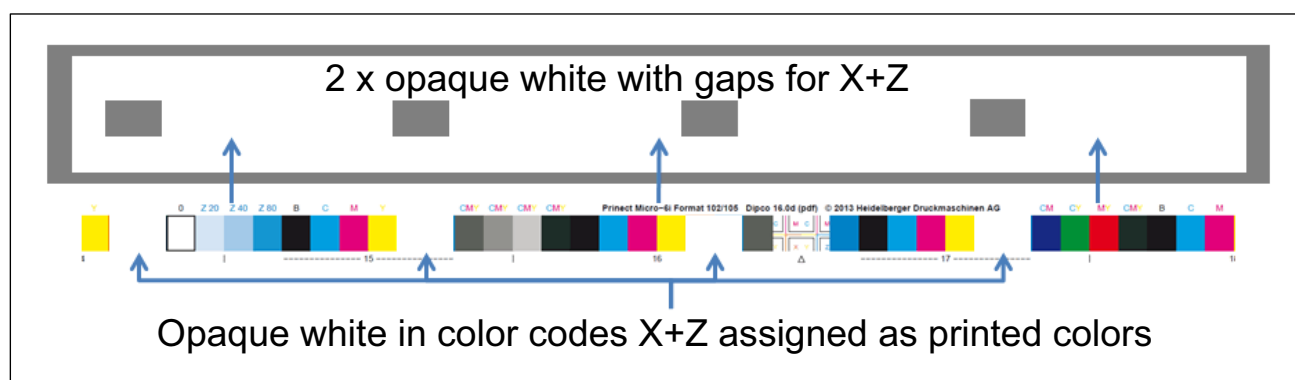 2 x opaque white with gaps for X+Z
Y 0 Z 20 Z 40 Z 80 B C M Y CMY CMY CMY CMY Prinect Micro-6i Format 102/105 Dipco 16.0d (pdf) © 2013 Heidelberger Druckmaschinen AG CM CY MY CMY B C M
C M C M
X Y Z
15 16 17
Opaque white in color codes X+Z assigned as printed colors